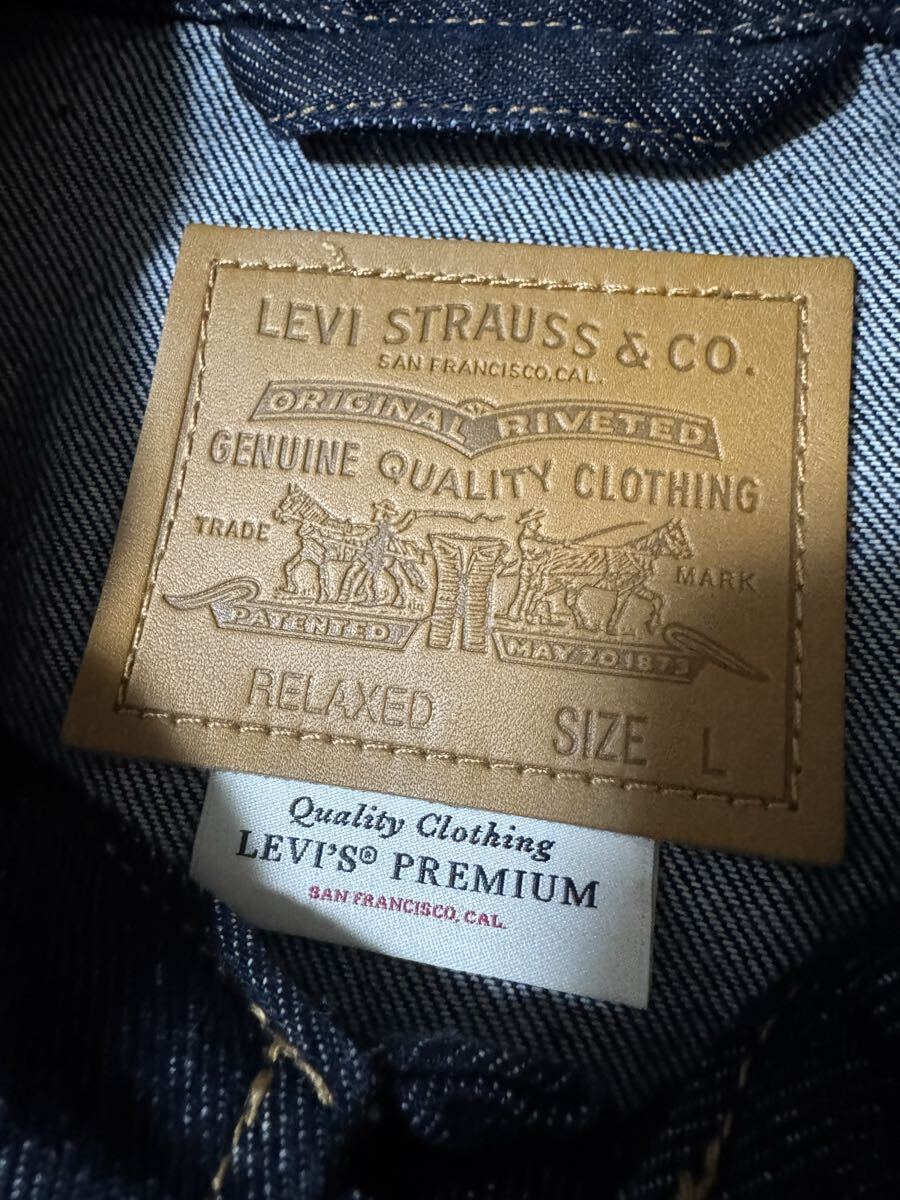 LEVI STRAUSS & CO.
SAN FRANCISCO, CAL.
ORIGINAL RIVETED
GENUINE QUALITY CLOTHING
TRADE MARK
PATENTED MAY 20 1873
RELAXED SIZE L
Quality Clothing
LEVI'S® PREMIUM
SAN FRANCISCO, CAL.